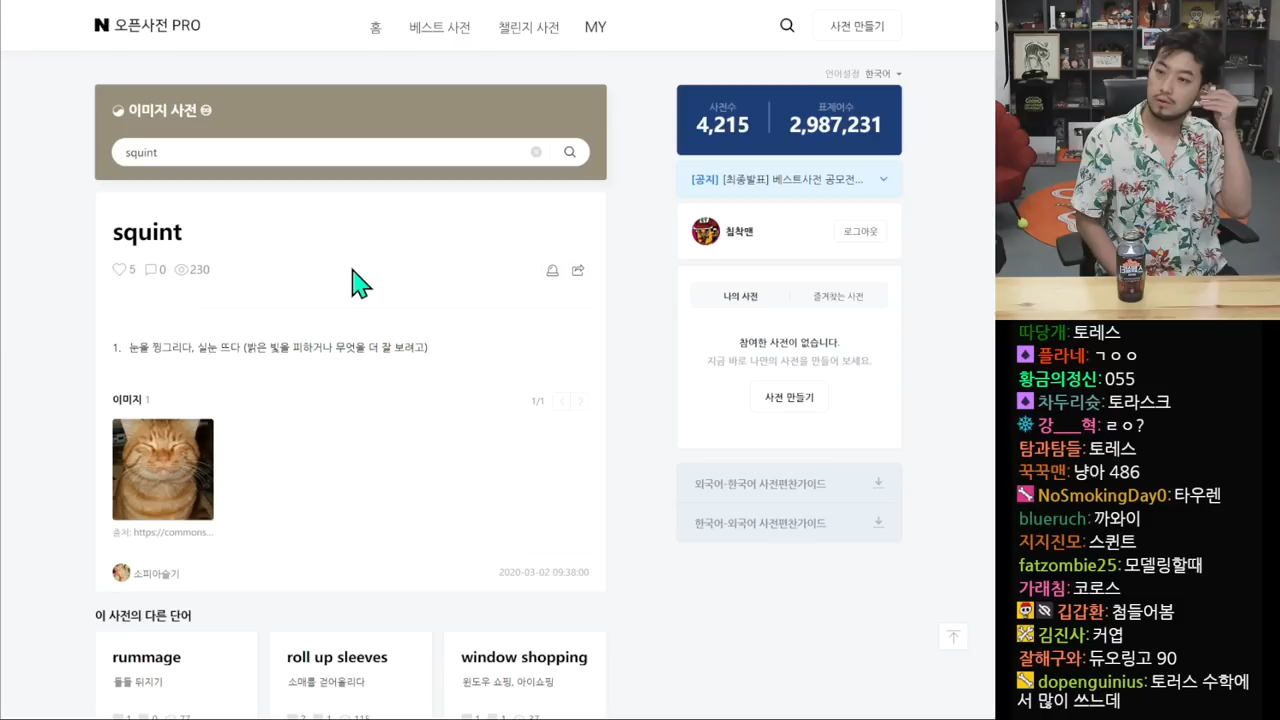 N 오픈사전 PRO
홈 베스트 사전 챌린지 사전 MY
사전 만들기
언어설정 한국어
이미지 사전
squint
사전수 표제어수
4,215 2,987,231
[공지] [최종발표] 베스트사전 공모전...
침착맨 로그아웃
나의 사전 즐겨찾는 사전
참여한 사전이 없습니다.
지금 바로 나만의 사전을 만들어 보세요.
사전 만들기
외국어-한국어 사전편찬가이드
한국어-외국어 사전편찬가이드
squint
5 0 230
1. 눈을 찡그리다, 실눈 뜨다 (밝은 빛을 피하거나 무엇을 더 잘 보려고)
이미지 1 1/1
출처: https://commons...
소피아슬기 2020-03-02 09:38:00
이 사전의 다른 단어
rummage roll up sleeves window shopping
들들 뒤지기 소매를 걷어올리다 윈도우 쇼핑, 아이쇼핑
따당개: 토레스
플라네: ㄱㅇㅇ
황금의정신: 055
차두리슛: 토라스크
강___혁: ㄹㅇ?
탐과탐들: 토레스
꾹꾹맨: 냥아 486
NoSmokingDay0: 타우렌
blueruch: 까와이
지지진모: 스퀸트
fatzombie25: 모델링할때
가래침: 코로스
깁갑환: 첨들어봄
김진사: 커엽
잘해구와: 듀오링고 90
dopenguinius: 토러스 수학에
서 많이 쓰느데